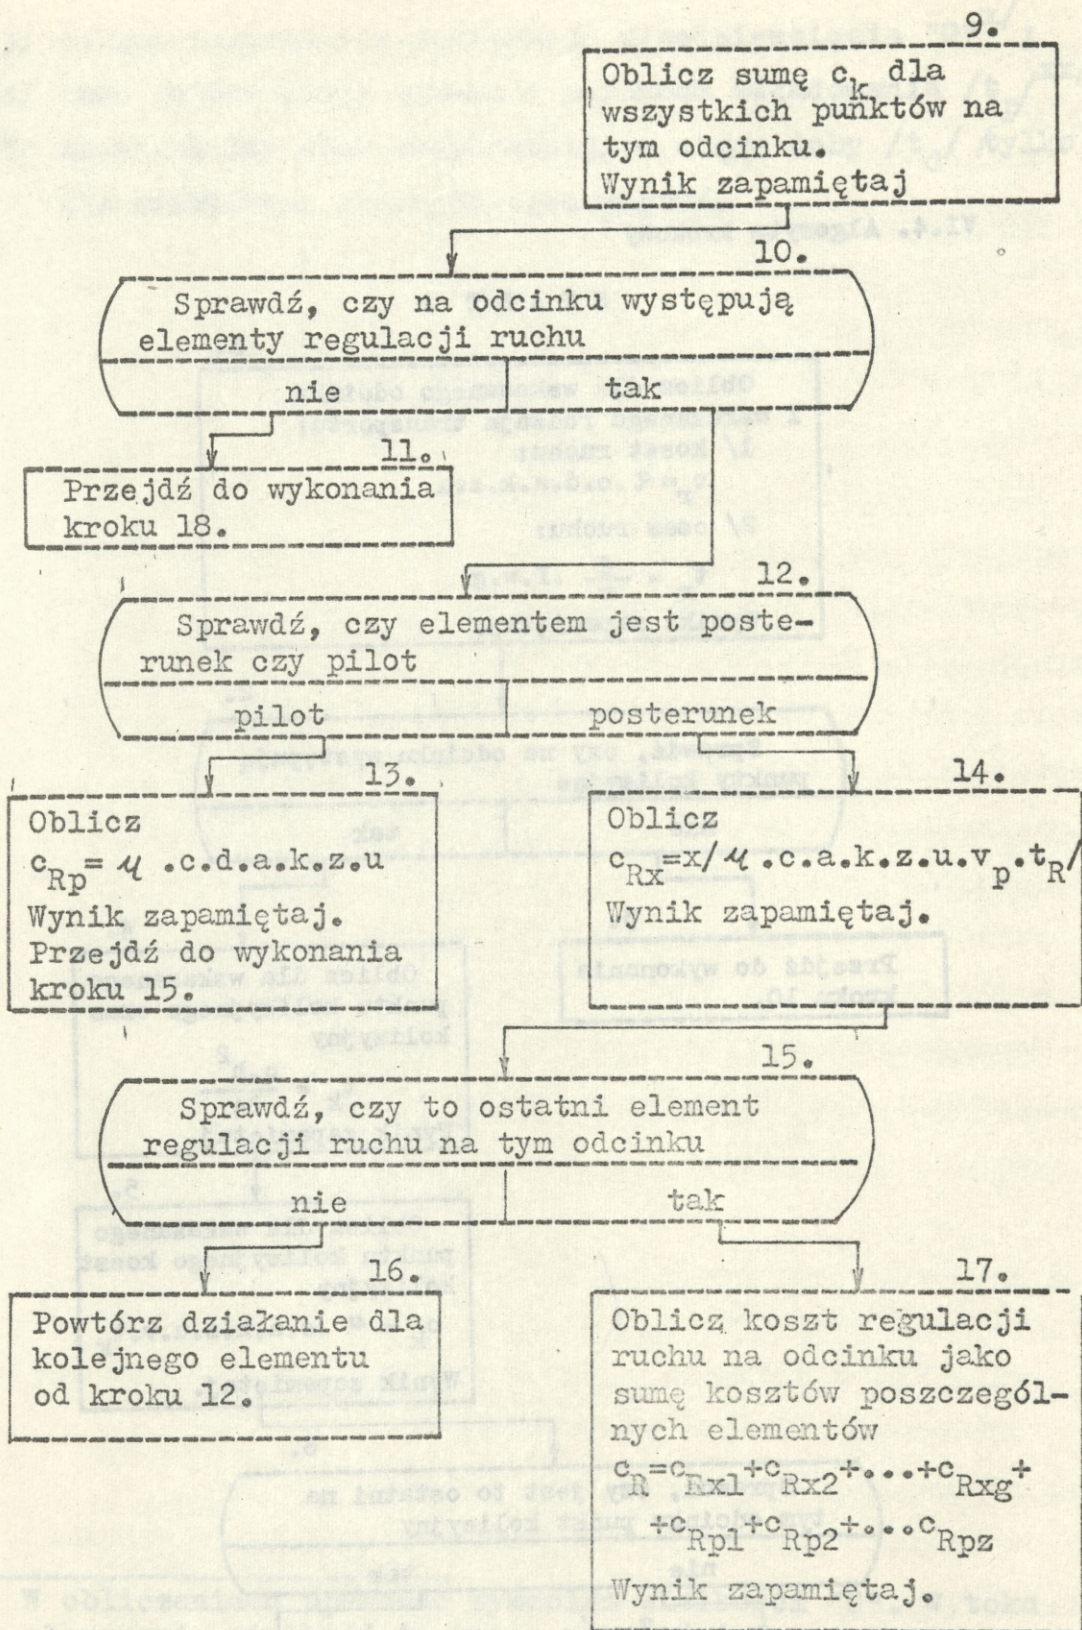 9.
Oblicz sumę c_k dla
wszystkich punktów na
tym odcinku.
Wynik zapamiętaj
10.
Sprawdź, czy na odcinku występują
elementy regulacji ruchu
nie tak
11.
Przejdź do wykonania
kroku 18.
12.
Sprawdź, czy elementem jest poste-
runek czy pilot
pilot posterunek
13.
Oblicz
c_Rp = μ .c.d.a.k.z.u
Wynik zapamiętaj.
Przejdź do wykonania
kroku 15.
14.
Oblicz
c_Rx=x/μ .c.a.k.z.u.v_p.t_R/
Wynik zapamiętaj.
15.
Sprawdź, czy to ostatni element
regulacji ruchu na tym odcinku
nie tak
16.
Powtórz działanie dla
kolejnego elementu
od kroku 12.
17.
Oblicz koszt regulacji
ruchu na odcinku jako
sumę kosztów poszczegól-
nych elementów
c_R=c_Rx1+c_Rx2+...+c_Rxg+
+c_Rp1+c_Rp2+...c_Rpz
Wynik zapamiętaj.